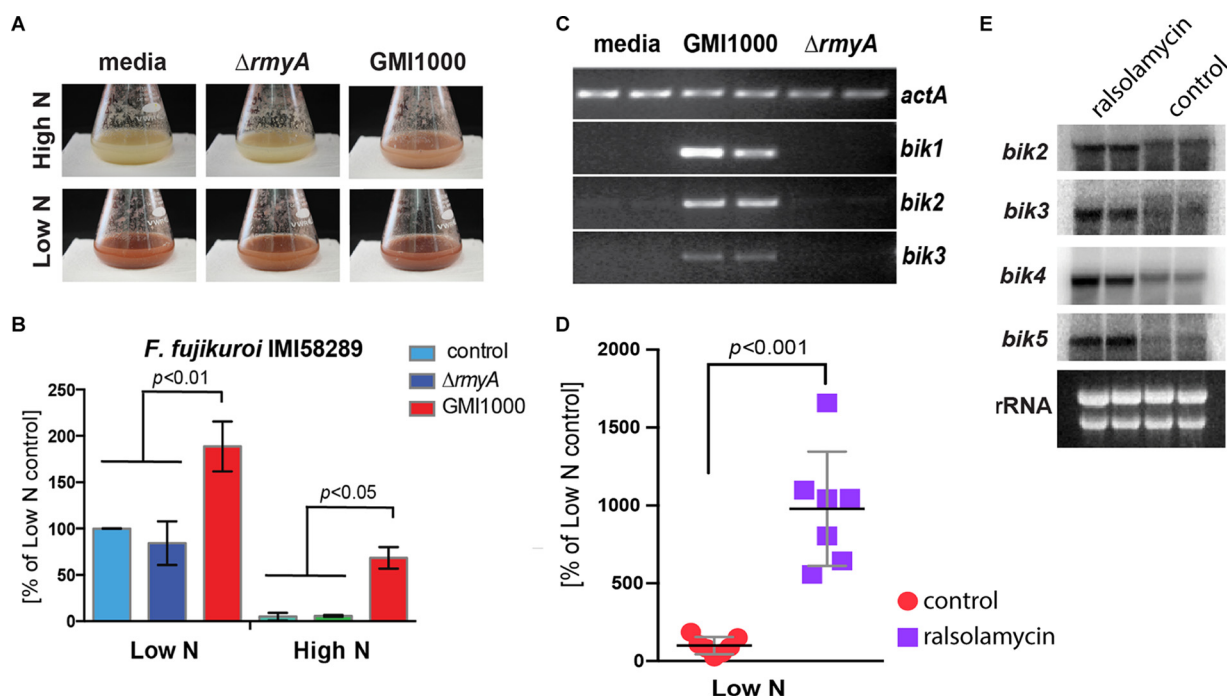 A
media ΔrmyA GMI1000
High N
Low N
B
F. fujikuroi IMI58289
control
ΔrmyA
GMI1000
p<0.01
p<0.05
[% of Low N control]
250
200
150
100
50
0
Low N High N
C
media GMI1000 ΔrmyA
actA
bik1
bik2
bik3
D
p<0.001
[% of Low N control]
2000
1500
1000
500
0
Low N
control
ralsolamycin
E
ralsolamycin control
bik2
bik3
bik4
bik5
rRNA